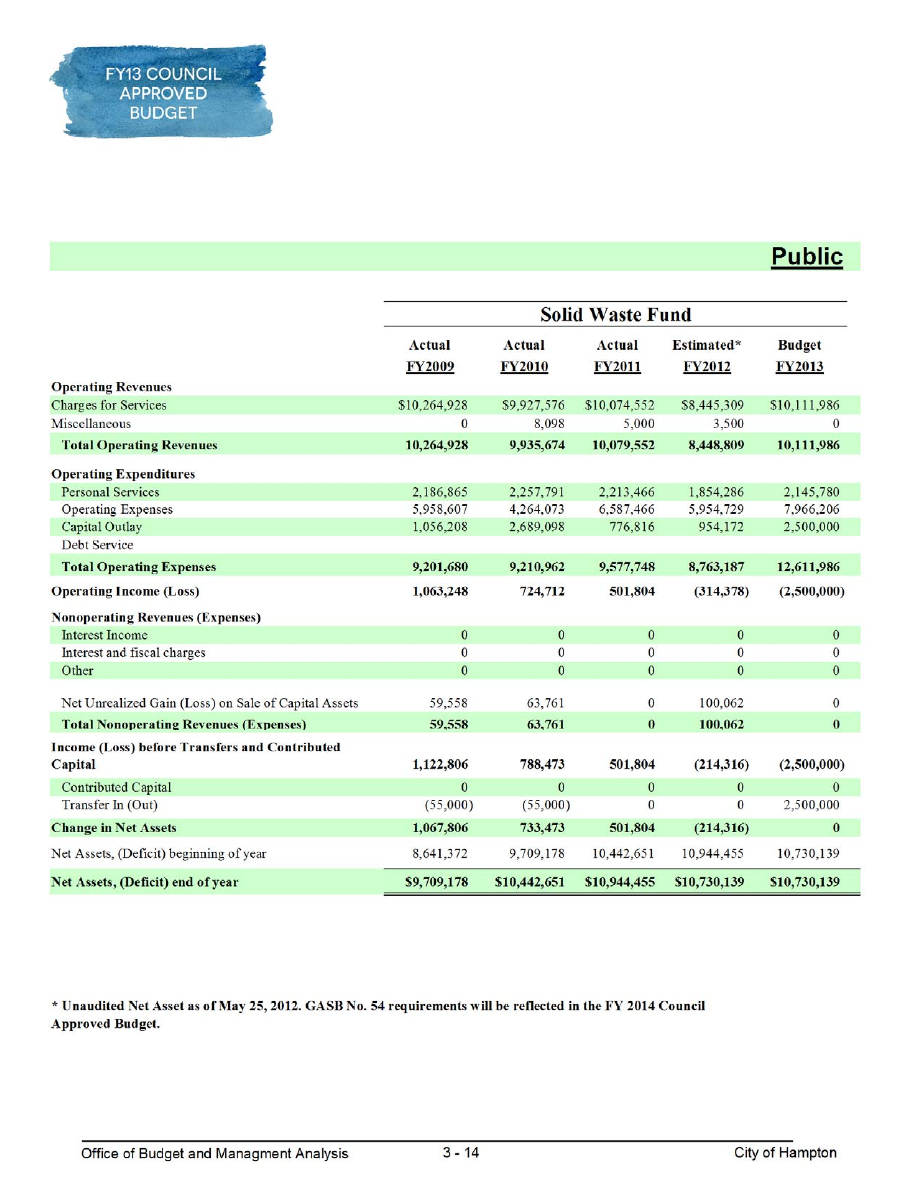 FY13 COUNCIL
APPROVED
BUDGET
Public
Solid Waste Fund
Actual Actual Actual Estimated* Budget
FY2009 FY2010 FY2011 FY2012 FY2013
Operating Revenues
Charges for Services $10,264,928 $9,927,576 $10,074,552 $8,445,309 $10,111,986
Miscellaneous 0 8,098 5,000 3,500 0
Total Operating Revenues 10,264,928 9,935,674 10,079,552 8,448,809 10,111,986
Operating Expenditures
Personal Services 2,186,865 2,257,791 2,213,466 1,854,286 2,145,780
Operating Expenses 5,958,607 4,264,073 6,587,466 5,954,729 7,966,206
Capital Outlay 1,056,208 2,689,098 776,816 954,172 2,500,000
Debt Service
Total Operating Expenses 9,201,680 9,210,962 9,577,748 8,763,187 12,611,986
Operating Income (Loss) 1,063,248 724,712 501,804 (314,378) (2,500,000)
Nonoperating Revenues (Expenses)
Interest Income 0 0 0 0 0
Interest and fiscal charges 0 0 0 0 0
Other 0 0 0 0 0
Net Unrealized Gain (Loss) on Sale of Capital Assets 59,558 63,761 0 100,062 0
Total Nonoperating Revenues (Expenses) 59,558 63,761 0 100,062 0
Income (Loss) before Transfers and Contributed
Capital 1,122,806 788,473 501,804 (214,316) (2,500,000)
Contributed Capital 0 0 0 0 0
Transfer In (Out) (55,000) (55,000) 0 0 2,500,000
Change in Net Assets 1,067,806 733,473 501,804 (214,316) 0
Net Assets, (Deficit) beginning of year 8,641,372 9,709,178 10,442,651 10,944,455 10,730,139
Net Assets, (Deficit) end of year $9,709,178 $10,442,651 $10,944,455 $10,730,139 $10,730,139
* Unaudited Net Asset as of May 25, 2012. GASB No. 54 requirements will be reflected in the FY 2014 Council
Approved Budget.
Office of Budget and Managment Analysis 3 - 14 City of Hampton